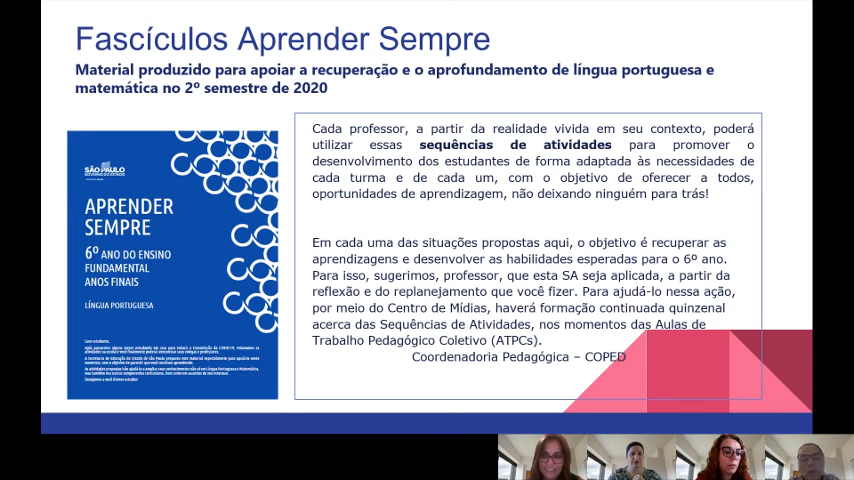 Fascículos Aprender Sempre
Material produzido para apoiar a recuperação e o aprofundamento de língua portuguesa e
matemática no 2º semestre de 2020
Cada professor, a partir da realidade vivida em seu contexto, poderá
utilizar essas sequências de atividades para promover o
desenvolvimento dos estudantes de forma adaptada às necessidades de
cada turma e de cada um, com o objetivo de oferecer a todos,
oportunidades de aprendizagem, não deixando ninguém para trás!
Em cada uma das situações propostas aqui, o objetivo é recuperar as
aprendizagens e desenvolver as habilidades esperadas para o 6º ano.
Para isso, sugerimos, professor, que esta SA seja aplicada, a partir da
reflexão e do replanejamento que você fizer. Para ajudá-lo nessa ação,
por meio do Centro de Mídias, haverá formação continuada quinzenal
acerca das Sequências de Atividades, nos momentos das Aulas de
Trabalho Pedagógico Coletivo (ATPCs).
Coordenadoria Pedagógica – COPED
SÃO PAULO
GOVERNO DO ESTADO
APRENDER
SEMPRE
6º ANO DO ENSINO
FUNDAMENTAL
ANOS FINAIS
LÍNGUA PORTUGUESA
Caro estudante,